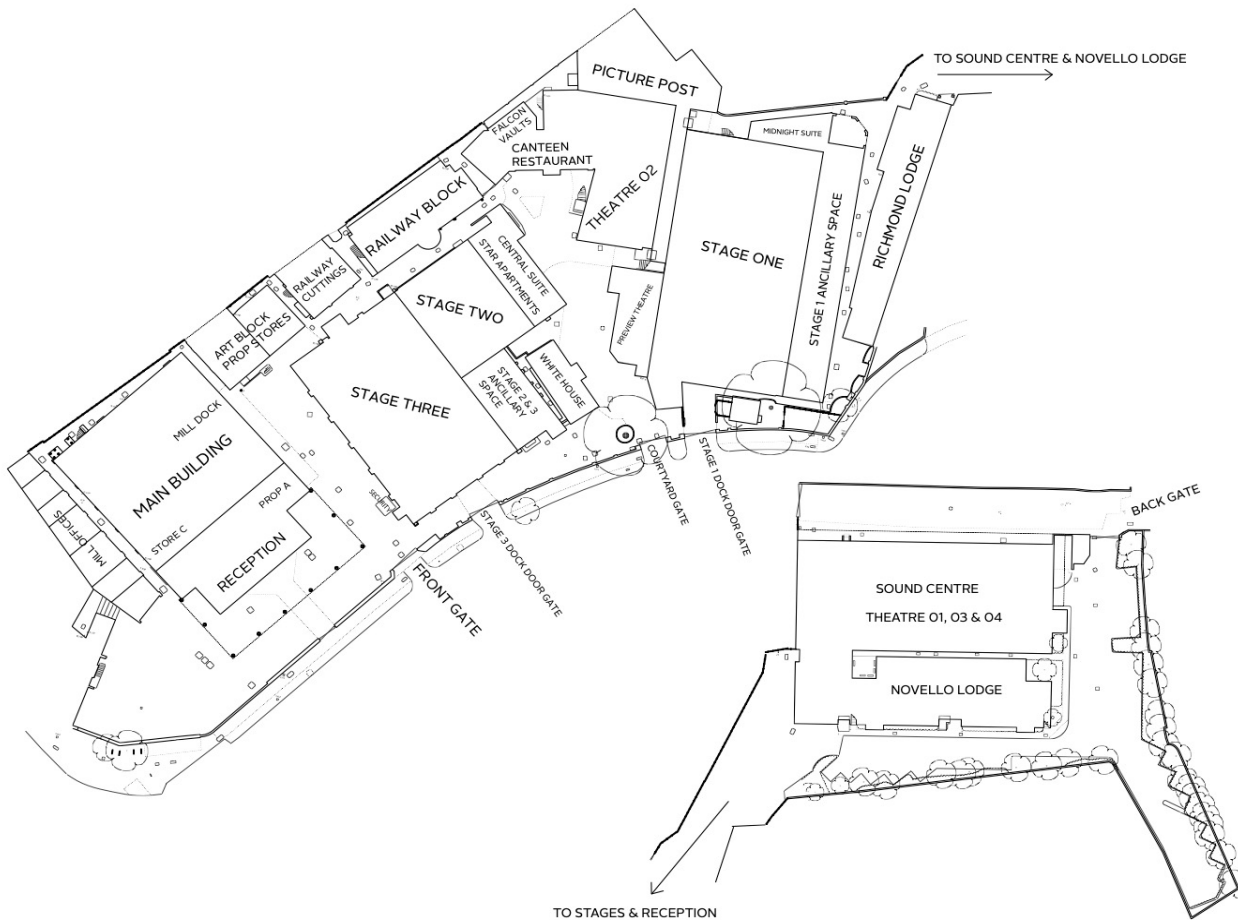 TO SOUND CENTRE & NOVELLO LODGE
PICTURE POST
FALCON
VAULTS
CANTEEN
RESTAURANT
THEATRE 02
MIDNIGHT SUITE
RICHMOND LODGE
RAILWAY BLOCK
STAGE ONE
STAGE 1 ANCILLARY SPACE
RAILWAY
CUTTINGS
CENTRAL SUITE
STAR APARTMENTS
STAGE TWO
PREVIEW THEATRE
ART BLOCK
PROP STORES
WHITE HOUSE
STAGE 2 & 3
ANCILLARY
SPACE
STAGE THREE
MILL DOCK
MAIN BUILDING
PROP A
STORE C
SECURITY
MILL OFFICES
RECEPTION
COURTYARD GATE
STAGE 1 DOCK DOOR GATE
STAGE 3 DOCK DOOR GATE
FRONT GATE
BACK GATE
SOUND CENTRE
THEATRE 01, 03 & 04
NOVELLO LODGE
TO STAGES & RECEPTION